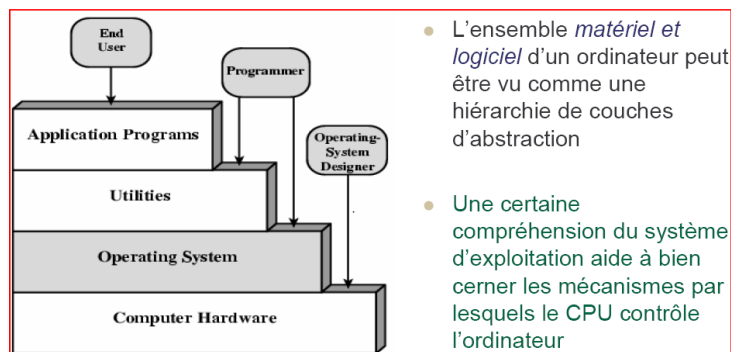 End
User
Programmer
Application Programs
Operating-
System
Designer
Utilities
Operating System
Computer Hardware
L’ensemble matériel et
logiciel d’un ordinateur peut
être vu comme une
hiérarchie de couches
d’abstraction
Une certaine
compréhension du système
d’exploitation aide à bien
cerner les mécanismes par
lesquels le CPU contrôle
l’ordinateur